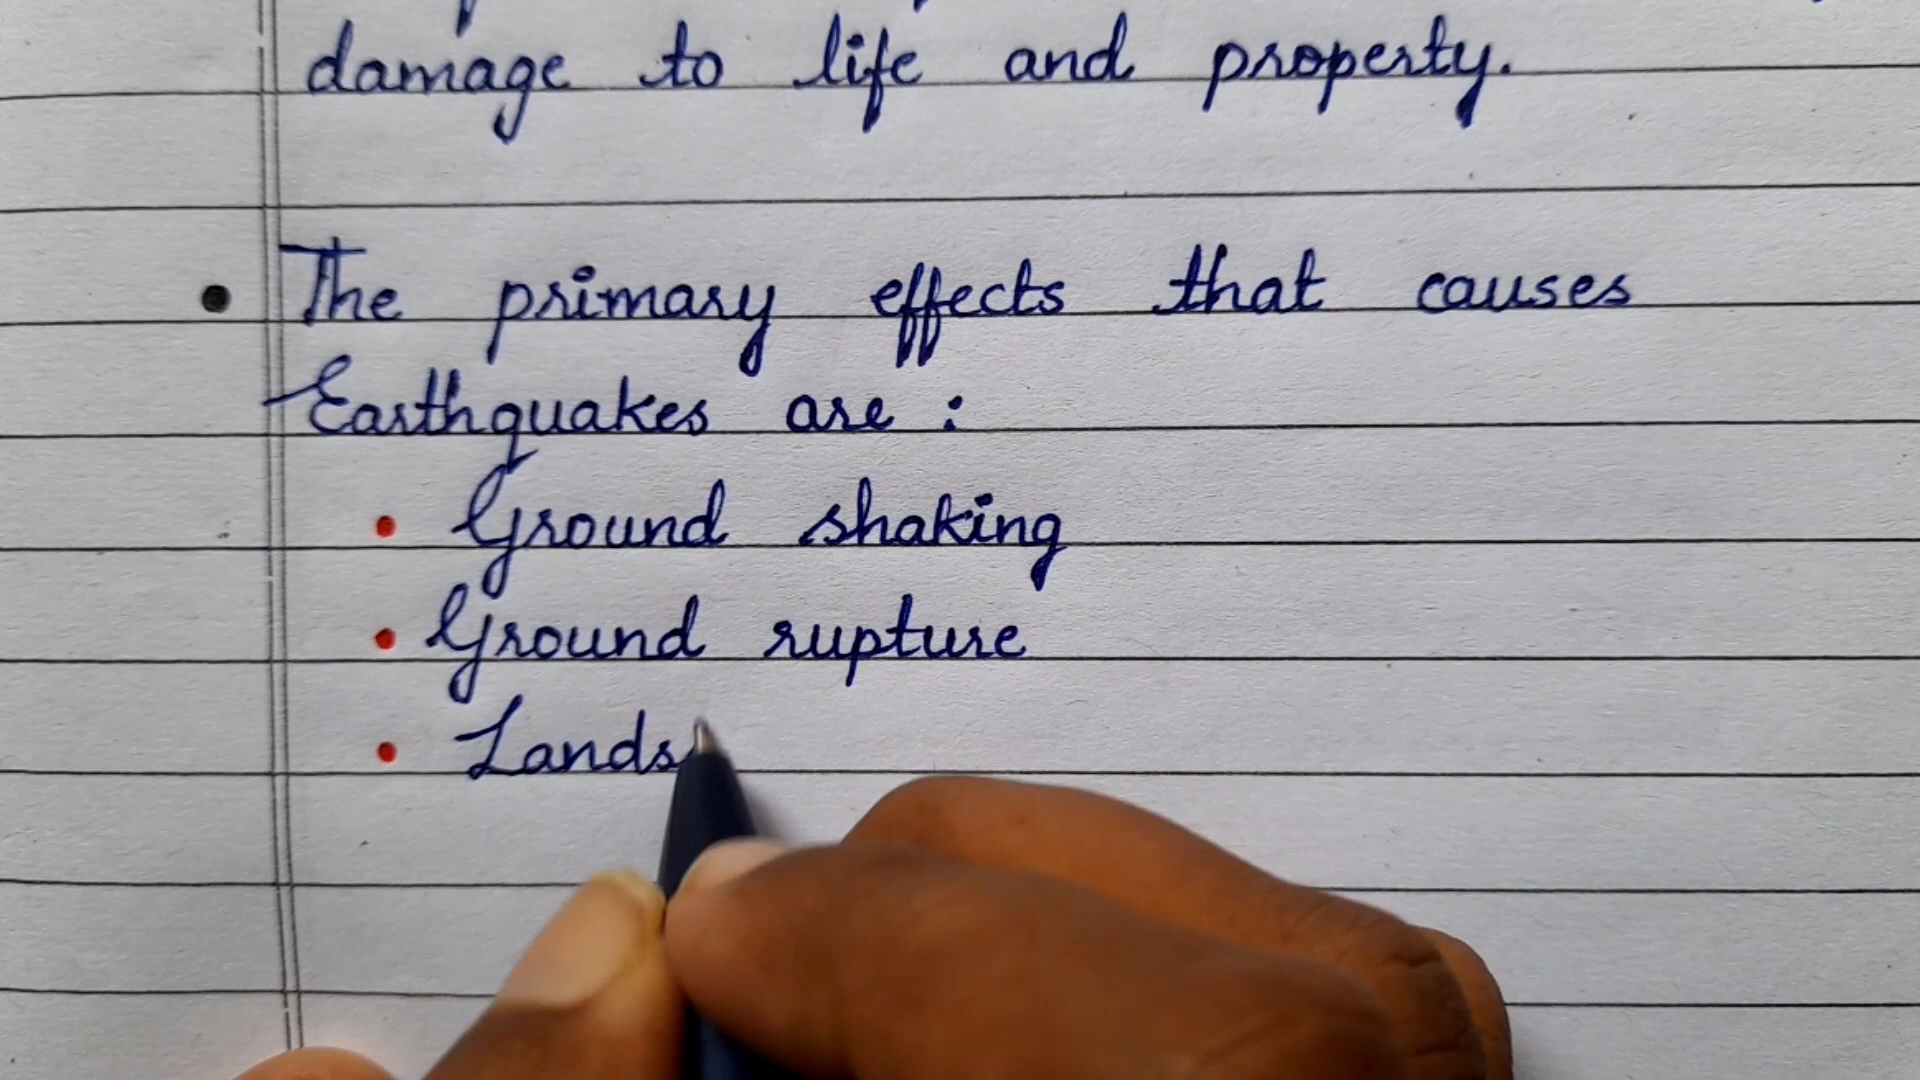 damage to life and property.
• The primary effects that causes
Earthquakes are :
• Ground shaking
• Ground rupture
• Lands